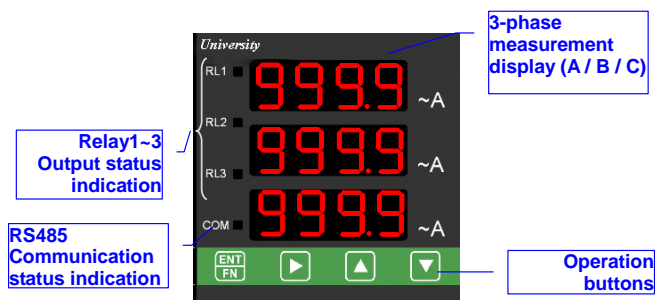 3-phase
measurement
display (A / B / C)
University
RL1
999.9 ~A
RL2
Relay1~3
Output status
indication
999.9 ~A
RL3
RS485
Communication
status indication
COM
999.9 ~A
ENT
FN
Operation
buttons